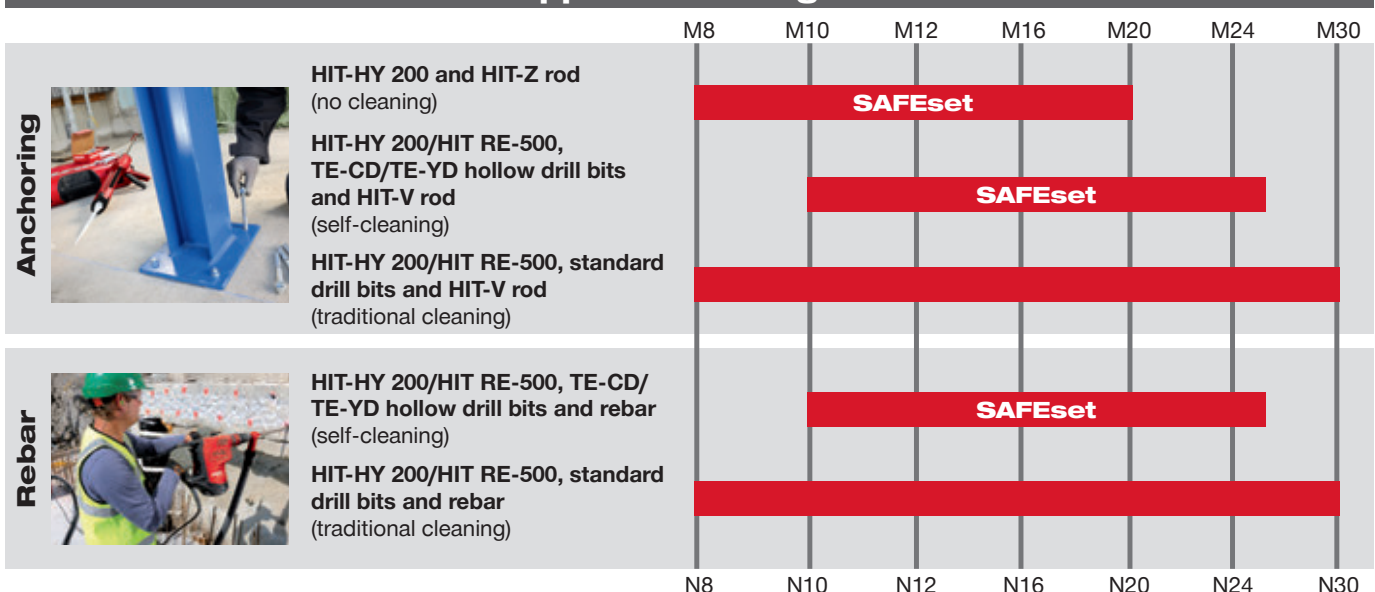 M8 M10 M12 M16 M20 M24 M30
Anchoring
HIT-HY 200 and HIT-Z rod
(no cleaning)
SAFEset
HIT-HY 200/HIT RE-500,
TE-CD/TE-YD hollow drill bits
and HIT-V rod
(self-cleaning)
SAFEset
HIT-HY 200/HIT RE-500, standard
drill bits and HIT-V rod
(traditional cleaning)
Rebar
HIT-HY 200/HIT RE-500, TE-CD/
TE-YD hollow drill bits and rebar
(self-cleaning)
SAFEset
HIT-HY 200/HIT RE-500, standard
drill bits and rebar
(traditional cleaning)
N8 N10 N12 N16 N20 N24 N30